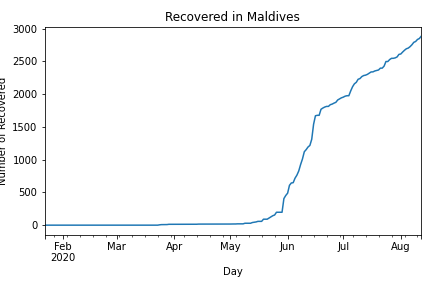 Recovered in Maldives
Number of Recovered
3000
2500
2000
1500
1000
500
0
Feb Mar Apr May Jun Jul Aug
2020
Day